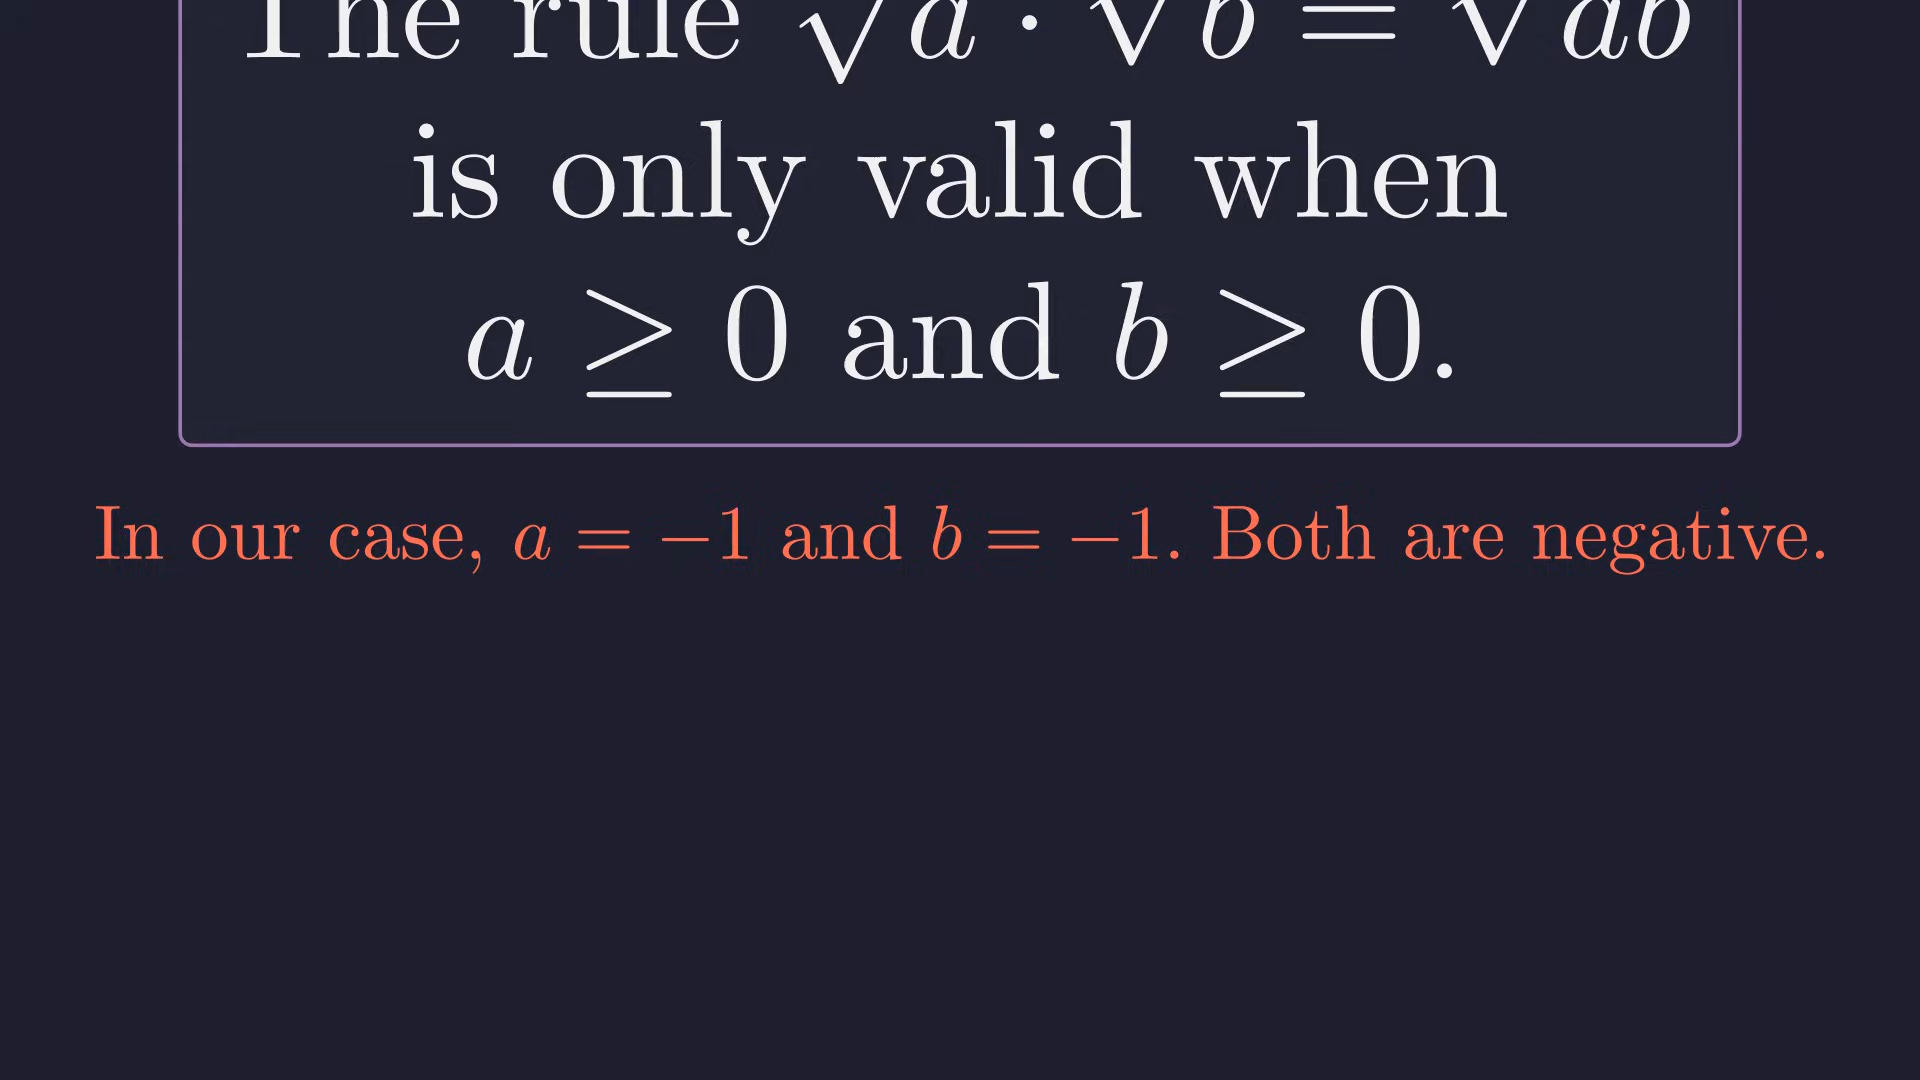 The rule √a · √b = √ab
is only valid when
a ≥ 0 and b ≥ 0.
In our case, a = −1 and b = −1. Both are negative.